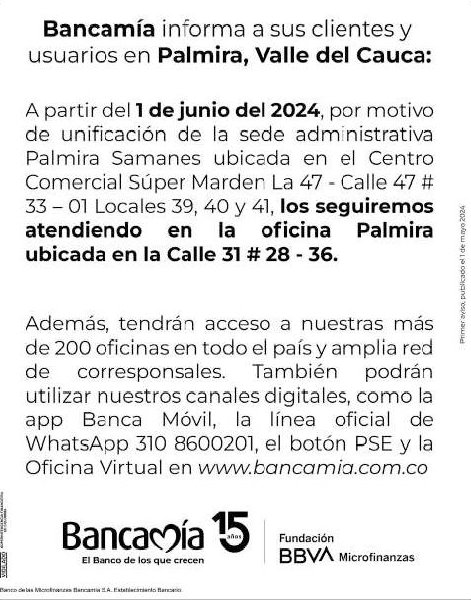 Bancamía informa a sus clientes y
usuarios en Palmira, Valle del Cauca:
A partir del 1 de junio del 2024, por motivo
de unificación de la sede administrativa
Palmira Samanes ubicada en el Centro
Comercial Súper Marden La 47 - Calle 47 #
33 – 01 Locales 39, 40 y 41, los seguiremos
atendiendo en la oficina Palmira
ubicada en la Calle 31 # 28 - 36.
Además, tendrán acceso a nuestras más
de 200 oficinas en todo el país y amplia red
de corresponsales. También podrán
utilizar nuestros canales digitales, como la
app Banca Móvil, la línea oficial de
WhatsApp 310 8600201, el botón PSE y la
Oficina Virtual en www.bancamia.com.co
Primer aviso, publicado el 1 de mayo 2024
Bancamía 15 años
El Banco de los que crecen
Fundación
BBVA Microfinanzas
Banco de las Microfinanzas Bancamía S.A. Establecimiento Bancario.